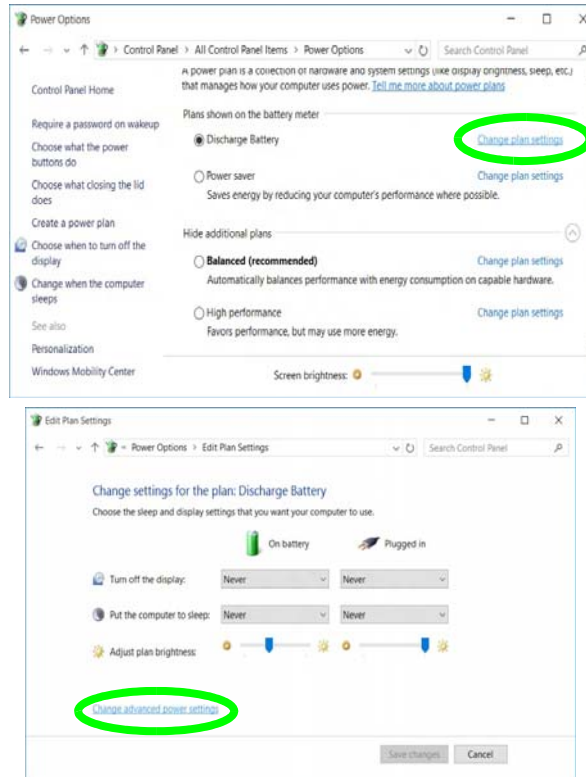 Power Options
Control Panel > All Control Panel Items > Power Options
Search Control Panel
Control Panel Home
Require a password on wakeup
Choose what the power
buttons do
Choose what closing the lid
does
Create a power plan
Choose when to turn off the
display
Change when the computer
sleeps
See also
Personalization
Windows Mobility Center
A power plan is a collection of hardware and system settings (like display brightness, sleep, etc.)
that manages how your computer uses power. Tell me more about power plans
Plans shown on the battery meter
Discharge Battery Change plan settings
Power saver Change plan settings
Saves energy by reducing your computer's performance where possible.
Hide additional plans
Balanced (recommended) Change plan settings
Automatically balances performance with energy consumption on capable hardware.
High performance Change plan settings
Favors performance, but may use more energy.
Screen brightness:
Edit Plan Settings
« Power Options > Edit Plan Settings
Search Control Panel
Change settings for the plan: Discharge Battery
Choose the sleep and display settings that you want your computer to use.
On battery Plugged in
Turn off the display: Never Never
Put the computer to sleep: Never Never
Adjust plan brightness:
Change advanced power settings
Save changes Cancel